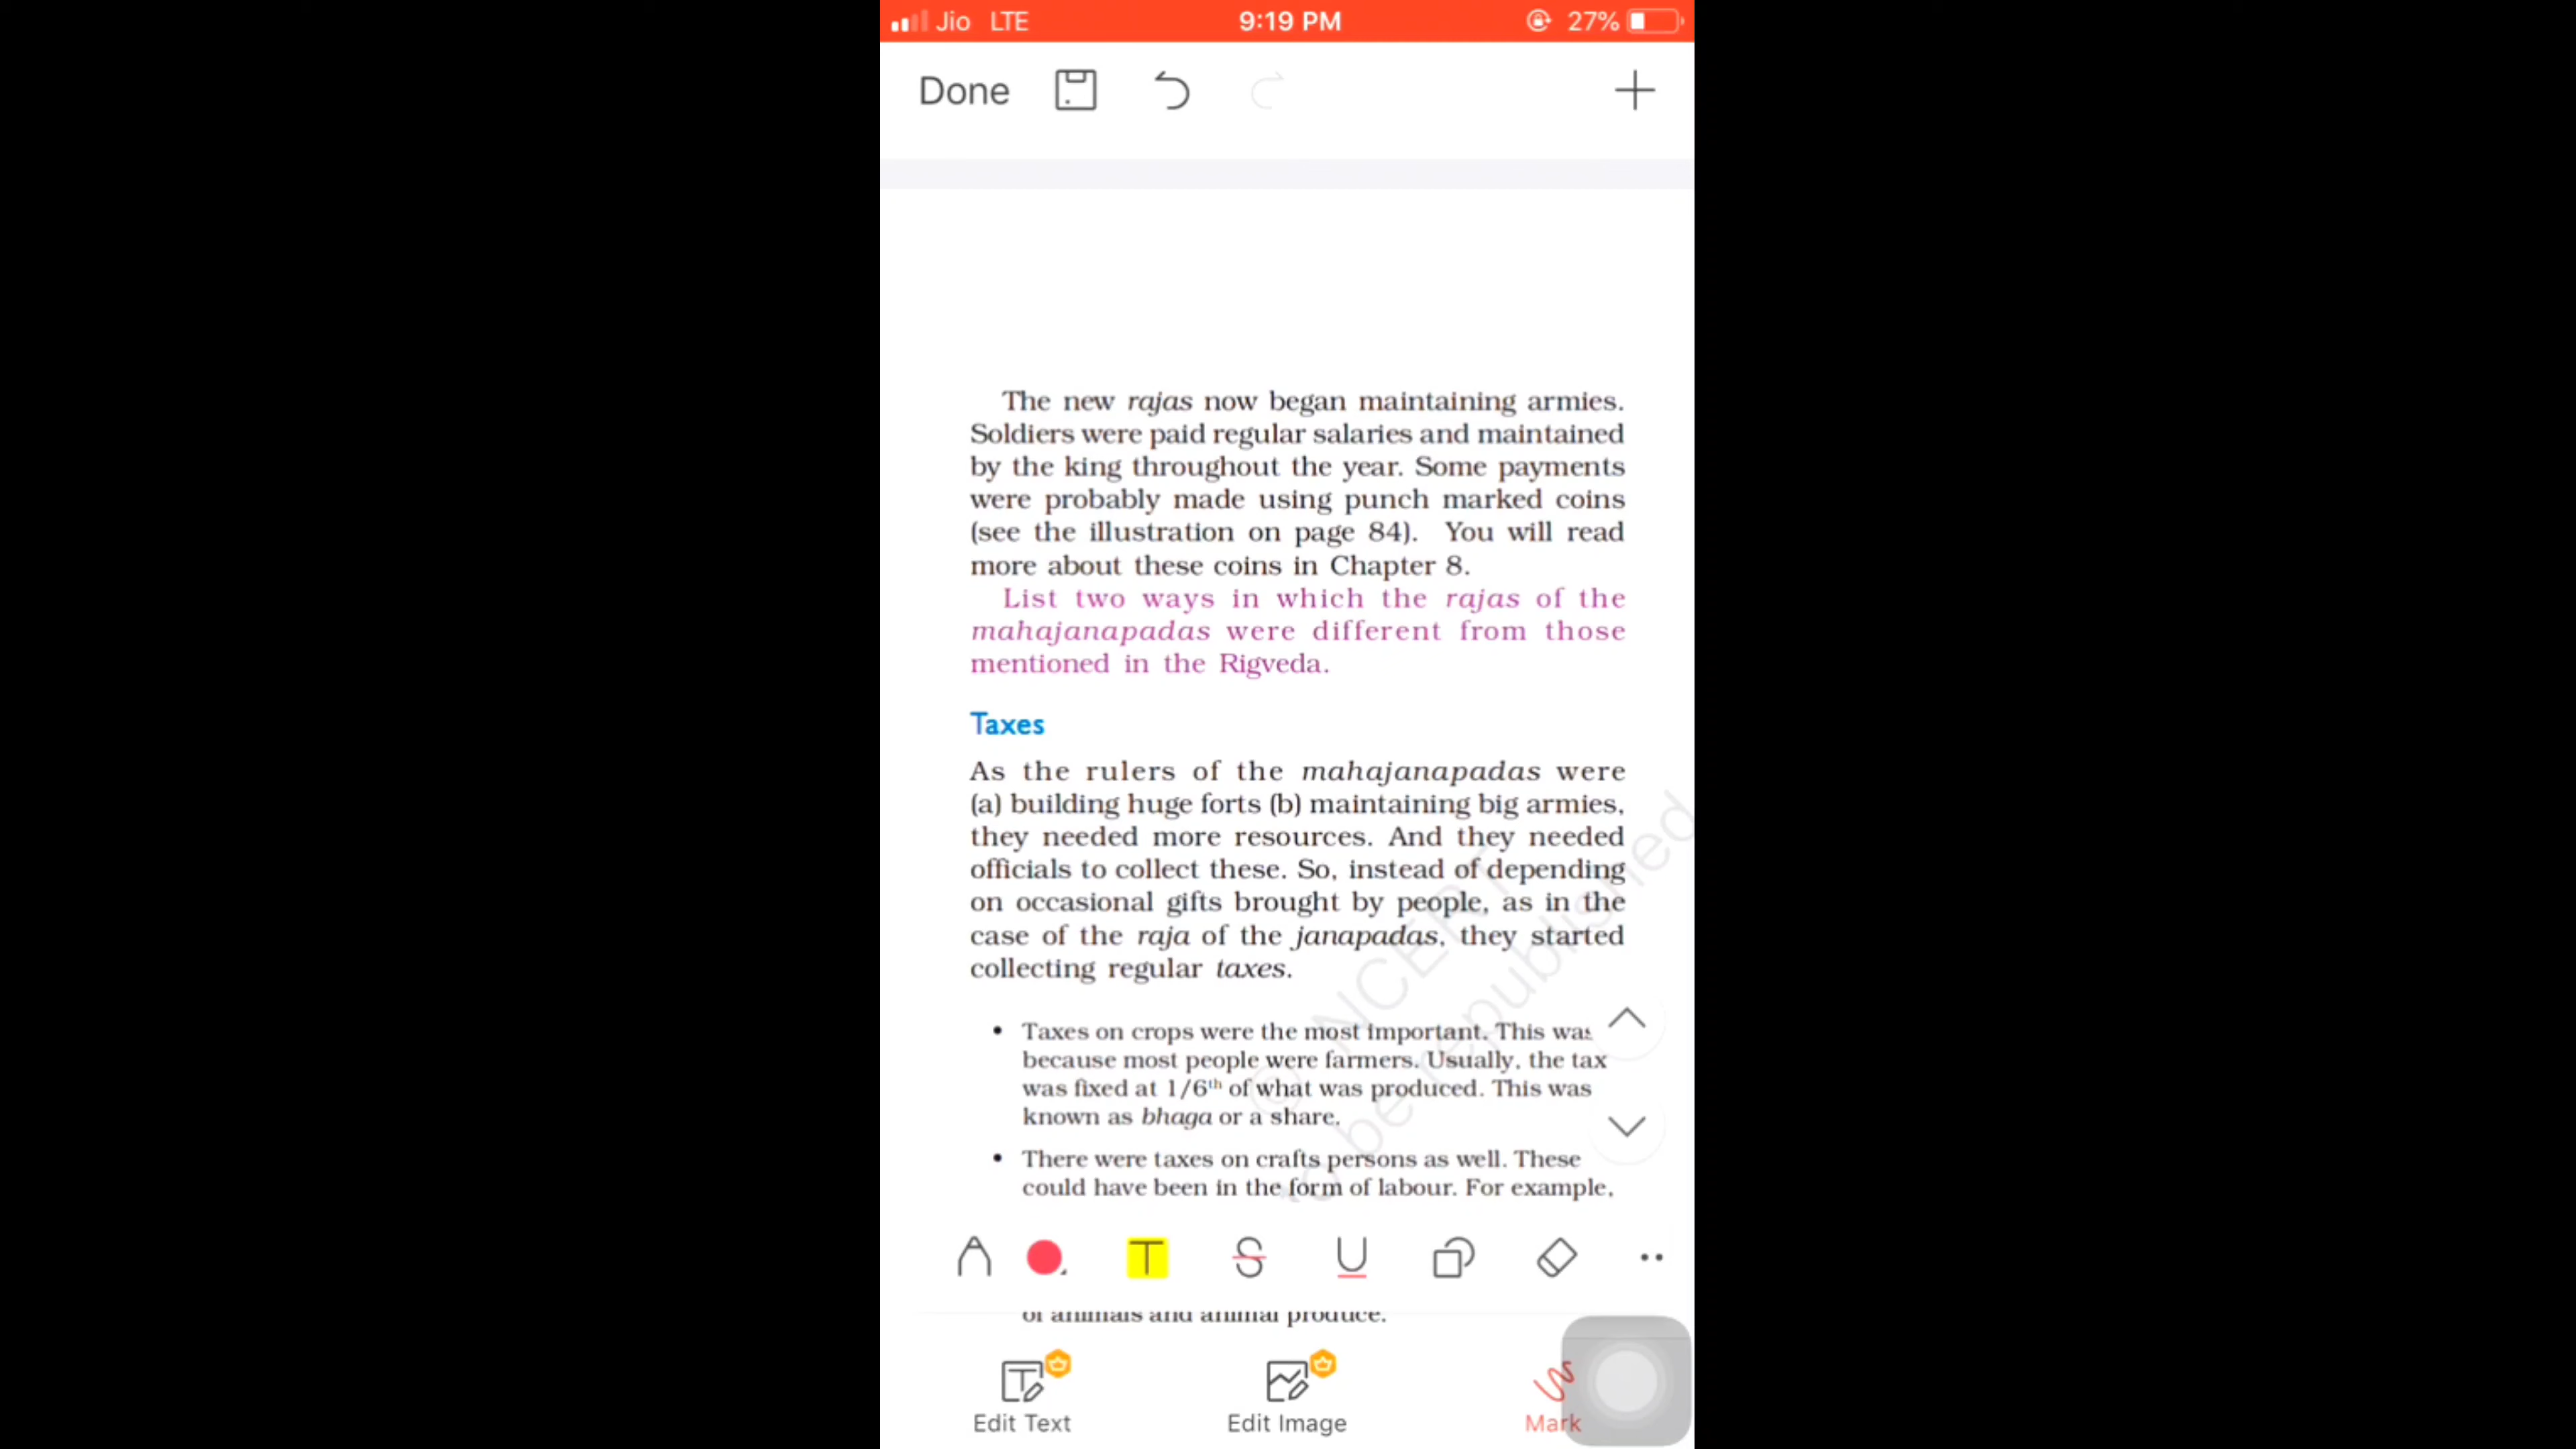 Jio LTE 9:19 PM 27%
Done
The new rajas now began maintaining armies.
Soldiers were paid regular salaries and maintained
by the king throughout the year. Some payments
were probably made using punch marked coins
(see the illustration on page 84). You will read
more about these coins in Chapter 8.
List two ways in which the rajas of the
mahajanapadas were different from those
mentioned in the Rigveda.
Taxes
As the rulers of the mahajanapadas were
(a) building huge forts (b) maintaining big armies,
they needed more resources. And they needed
officials to collect these. So, instead of depending
on occasional gifts brought by people, as in the
case of the raja of the janapadas, they started
collecting regular taxes.
• Taxes on crops were the most important. This was
because most people were farmers. Usually, the tax
was fixed at 1/6th of what was produced. This was
known as bhaga or a share.
• There were taxes on crafts persons as well. These
could have been in the form of labour. For example,
of animals and animal produce.
© NCERT
to be republished
Edit Text
Edit Image
Mark